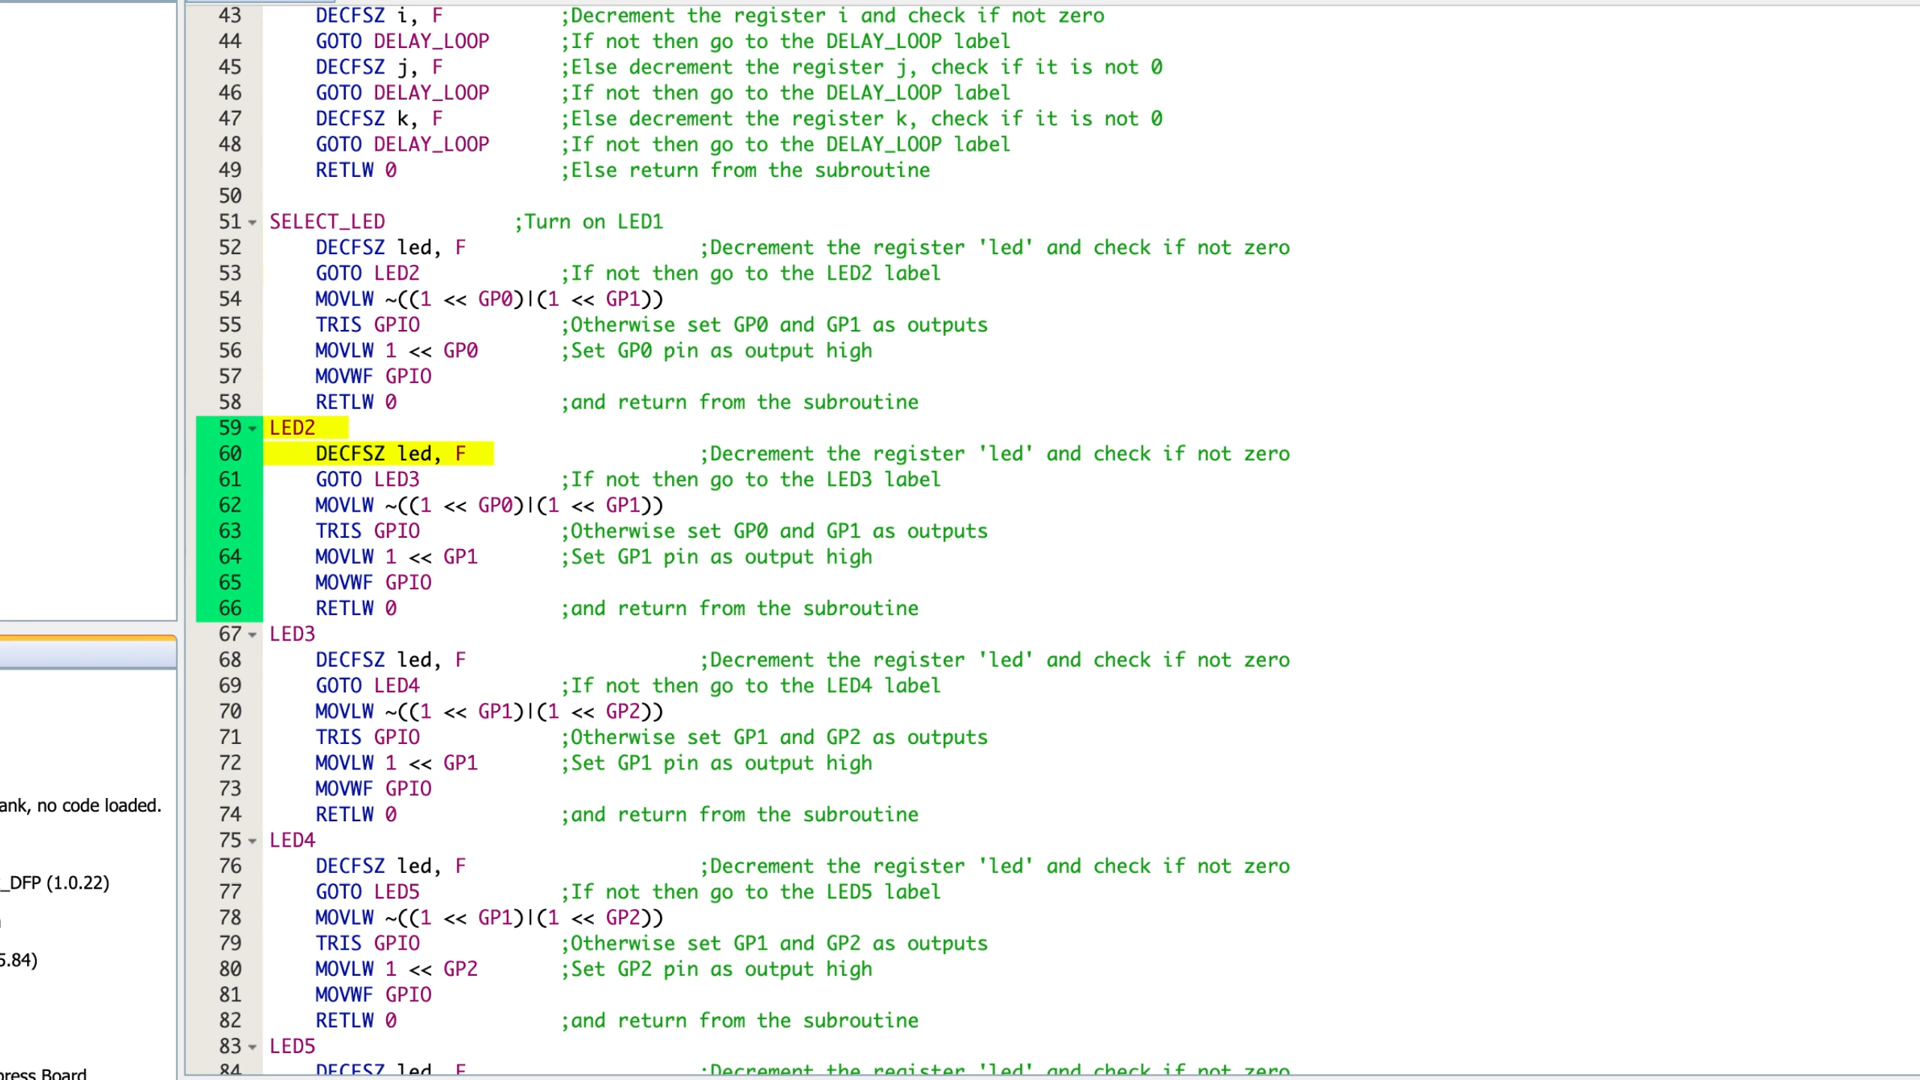 43 DECFSZ i, F ;Decrement the register i and check if not zero
44 GOTO DELAY_LOOP ;If not then go to the DELAY_LOOP label
45 DECFSZ j, F ;Else decrement the register j, check if it is not 0
46 GOTO DELAY_LOOP ;If not then go to the DELAY_LOOP label
47 DECFSZ k, F ;Else decrement the register k, check if it is not 0
48 GOTO DELAY_LOOP ;If not then go to the DELAY_LOOP label
49 RETLW 0 ;Else return from the subroutine
50
51 SELECT_LED ;Turn on LED1
52 DECFSZ led, F ;Decrement the register 'led' and check if not zero
53 GOTO LED2 ;If not then go to the LED2 label
54 MOVLW ~((1 << GP0)|(1 << GP1))
55 TRIS GPIO ;Otherwise set GP0 and GP1 as outputs
56 MOVLW 1 << GP0 ;Set GP0 pin as output high
57 MOVWF GPIO
58 RETLW 0 ;and return from the subroutine
59 LED2
60 DECFSZ led, F ;Decrement the register 'led' and check if not zero
61 GOTO LED3 ;If not then go to the LED3 label
62 MOVLW ~((1 << GP0)|(1 << GP1))
63 TRIS GPIO ;Otherwise set GP0 and GP1 as outputs
64 MOVLW 1 << GP1 ;Set GP1 pin as output high
65 MOVWF GPIO
66 RETLW 0 ;and return from the subroutine
67 LED3
68 DECFSZ led, F ;Decrement the register 'led' and check if not zero
69 GOTO LED4 ;If not then go to the LED4 label
70 MOVLW ~((1 << GP1)|(1 << GP2))
71 TRIS GPIO ;Otherwise set GP1 and GP2 as outputs
72 MOVLW 1 << GP1 ;Set GP1 pin as output high
73 MOVWF GPIO
74 RETLW 0 ;and return from the subroutine
75 LED4
76 DECFSZ led, F ;Decrement the register 'led' and check if not zero
77 GOTO LED5 ;If not then go to the LED5 label
78 MOVLW ~((1 << GP1)|(1 << GP2))
79 TRIS GPIO ;Otherwise set GP1 and GP2 as outputs
80 MOVLW 1 << GP2 ;Set GP2 pin as output high
81 MOVWF GPIO
82 RETLW 0 ;and return from the subroutine
83 LED5
84 DECFSZ led, F ;Decrement the register 'led' and check if not zero
ank, no code loaded.
_DFP (1.0.22)
5.84)
press Board